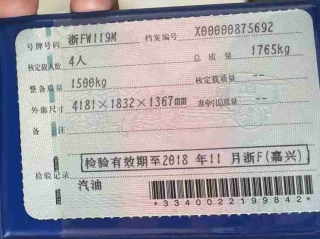 号牌号码 浙FW119M 档案编号 X00000875692
核定载人数 4人 总质量 1765kg
整备质量 1500kg 核定载质量 --
外廓尺寸 4181×1832×1367mm 准牵引总质量 --
备注
检验有效期至2018 年 11 月浙F(嘉兴)
检验记录
汽油
*3340022199842*